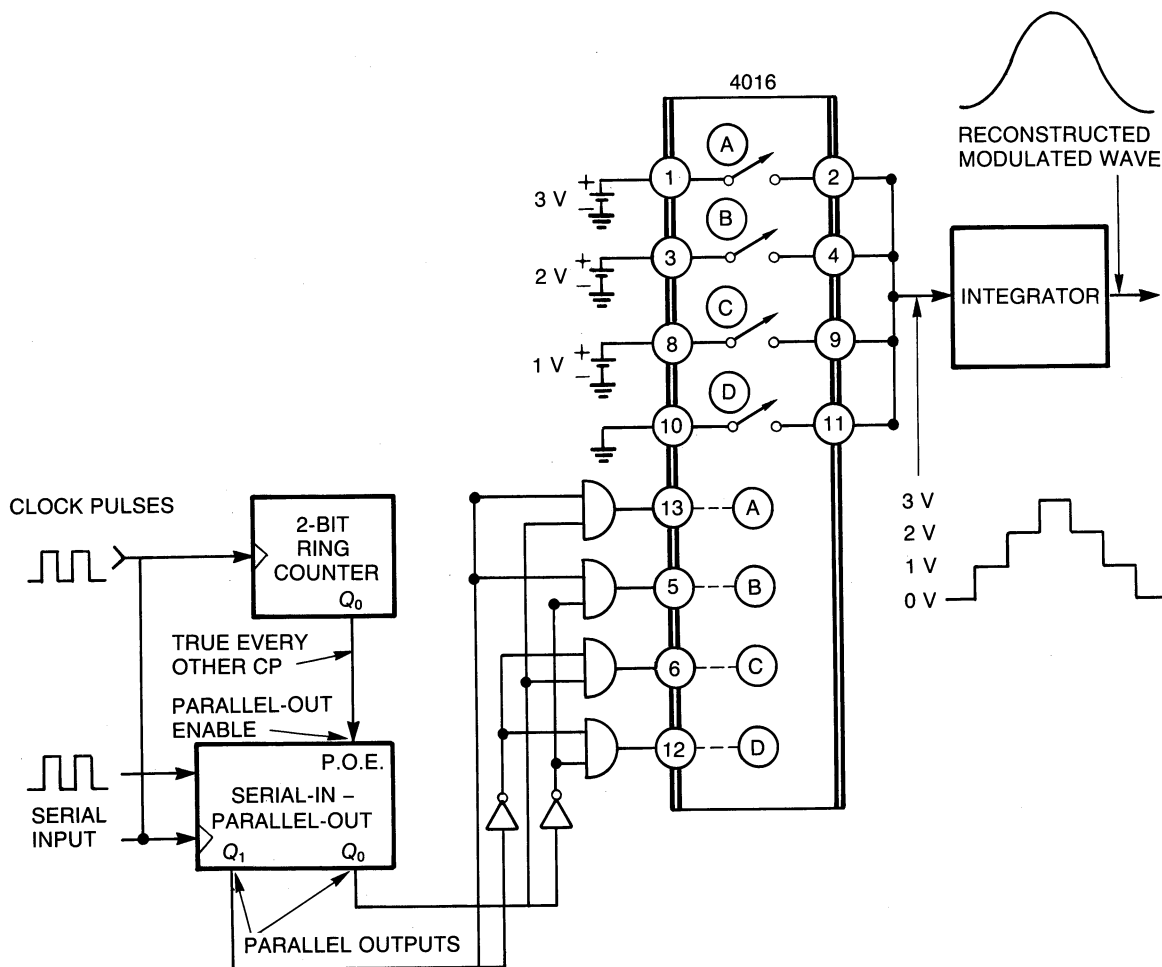 4016
RECONSTRUCTED
MODULATED WAVE
A
1
2
3 V
+
−
B
3
4
2 V
+
−
INTEGRATOR
C
8
9
1 V
+
−
D
10
11
3 V
2 V
1 V
0 V
CLOCK PULSES
2-BIT
RING
COUNTER
Q0
13
A
5
B
TRUE EVERY
OTHER CP
6
C
PARALLEL-OUT
ENABLE
12
D
P.O.E.
SERIAL
INPUT
SERIAL-IN –
PARALLEL-OUT
Q1
Q0
PARALLEL OUTPUTS